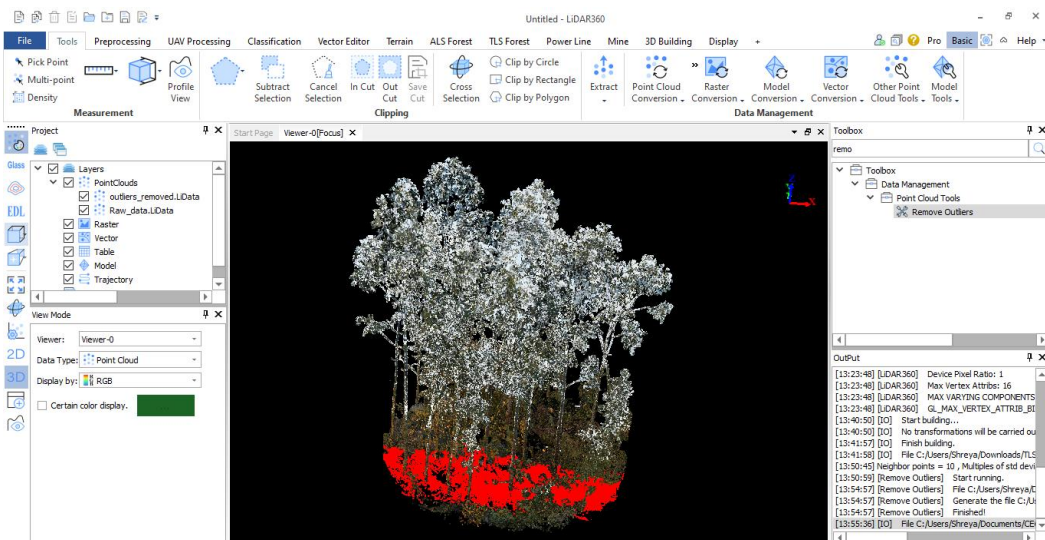 Untitled - LiDAR360
File Tools Preprocessing UAV Processing Classification Vector Editor Terrain ALS Forest TLS Forest Power Line Mine 3D Building Display + Pro Basic Help
Pick Point
Multi-point
Density
Profile View
Measurement
Subtract Selection
Cancel Selection
In Cut
Out Cut
Save Cut
Cross Selection
Clip by Circle
Clip by Rectangle
Clip by Polygon
Clipping
Extract
Point Cloud Conversion
»
Raster Conversion
Model Conversion
Vector Conversion
Other Point Cloud Tools
Model Tools
Data Management
Project
Glass
EDL
2D
3D
Layers
PointClouds
outliers_removed.LiData
Raw_data.LiData
Raster
Vector
Table
Model
Trajectory
View Mode
Viewer: Viewer-0
Data Type: Point Cloud
Display by: RGB
Certain color display.
Start Page Viewer-0[Focus]
Toolbox
remo
Toolbox
Data Management
Point Cloud Tools
Remove Outliers
OutPut
[13:23:48] [LiDAR360] Device Pixel Ratio: 1
[13:23:48] [LiDAR360] Max Vertex Attribs: 16
[13:23:48] [LiDAR360] MAX VARYING COMPONENTS
[13:23:48] [LiDAR360] GL_MAX_VERTEX_ATTRIB_BI
[13:40:50] [IO] Start building...
[13:40:50] [IO] No transformations will be carried ou
[13:41:57] [IO] Finish building.
[13:41:58] [IO] File C:/Users/Shreya/Downloads/TLS
[13:50:45] Neighbor points = 10 , Multiples of std devi
[13:50:59] [Remove Outliers] Start running.
[13:54:57] [Remove Outliers] File C:/Users/Shreya/D
[13:54:57] [Remove Outliers] Generate the file C:/Us
[13:54:57] [Remove Outliers] Finished!
[13:55:36] [IO] File C:/Users/Shreya/Documents/CE